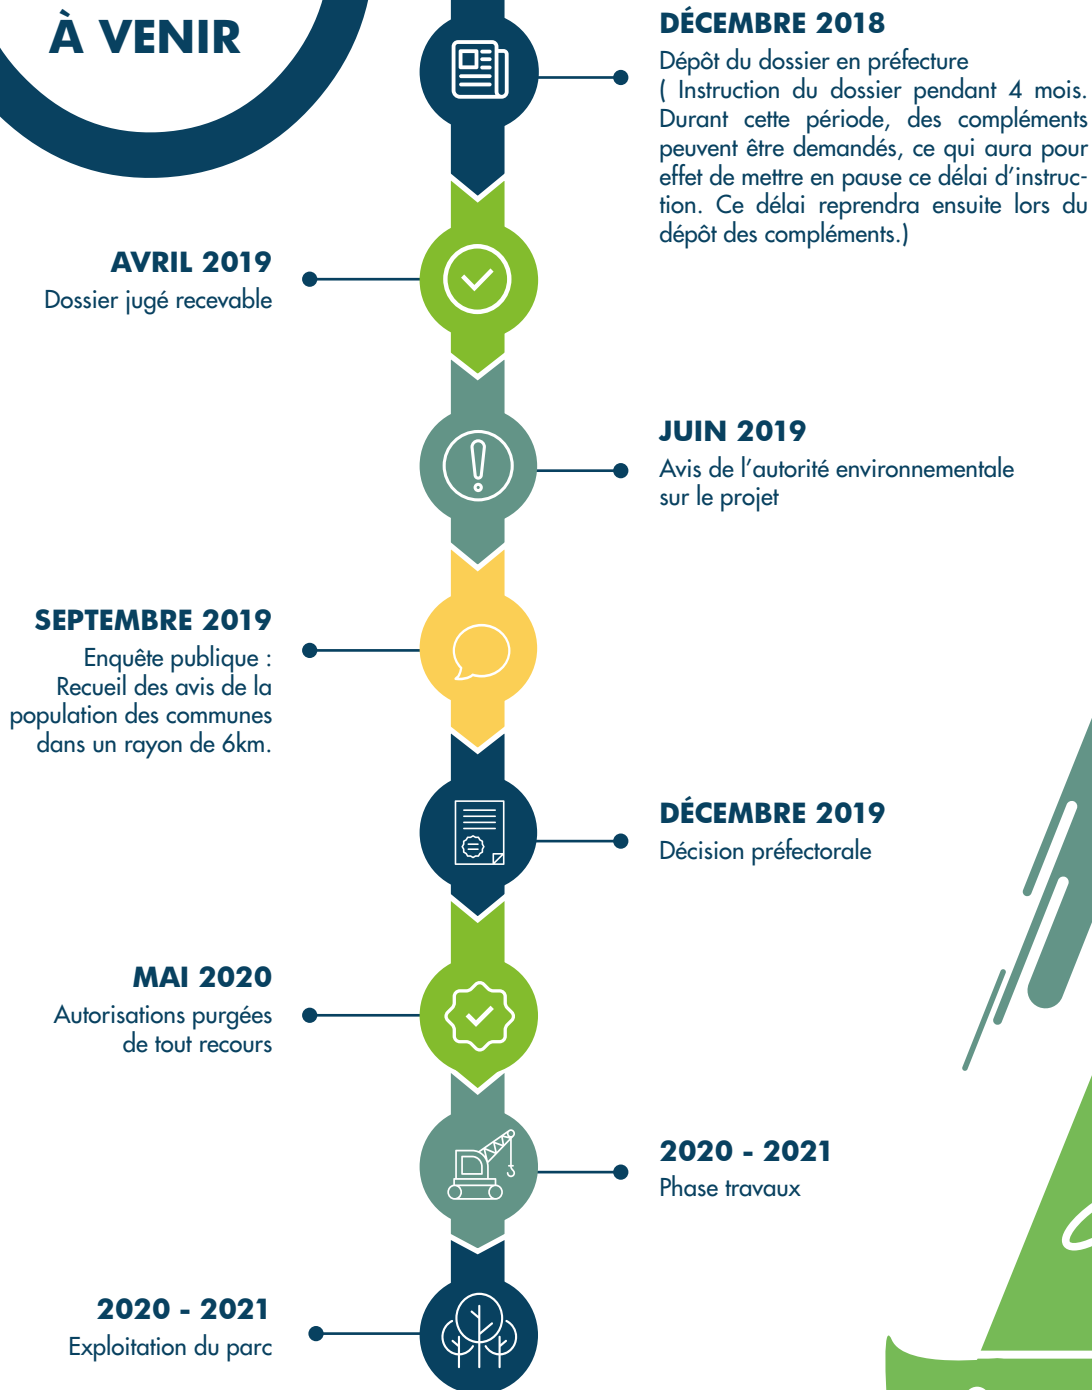 À VENIR
DÉCEMBRE 2018
Dépôt du dossier en préfecture
( Instruction du dossier pendant 4 mois.
Durant cette période, des compléments
peuvent être demandés, ce qui aura pour
effet de mettre en pause ce délai d’instruc-
tion. Ce délai reprendra ensuite lors du
dépôt des compléments.)
AVRIL 2019
Dossier jugé recevable
JUIN 2019
Avis de l’autorité environnementale
sur le projet
SEPTEMBRE 2019
Enquête publique :
Recueil des avis de la
population des communes
dans un rayon de 6km.
DÉCEMBRE 2019
Décision préfectorale
MAI 2020
Autorisations purgées
de tout recours
2020 - 2021
Phase travaux
2020 - 2021
Exploitation du parc